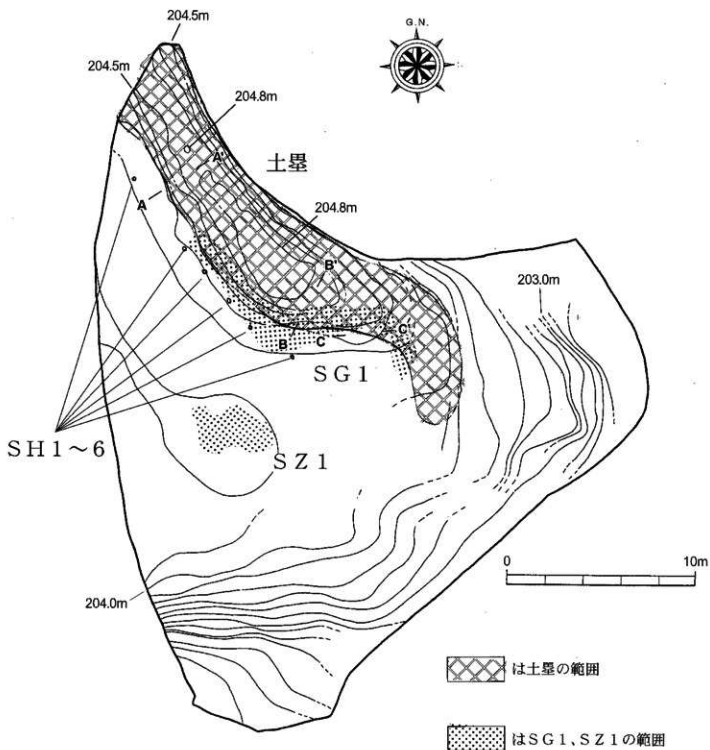 204.5m
G.N.
204.5m
204.8m
土塁
A'
A
204.8m
B'
203.0m
B
C
C'
SG1
SH1～6
SZ1
0
10m
204.0m
は土塁の範囲
はSG1、SZ1の範囲